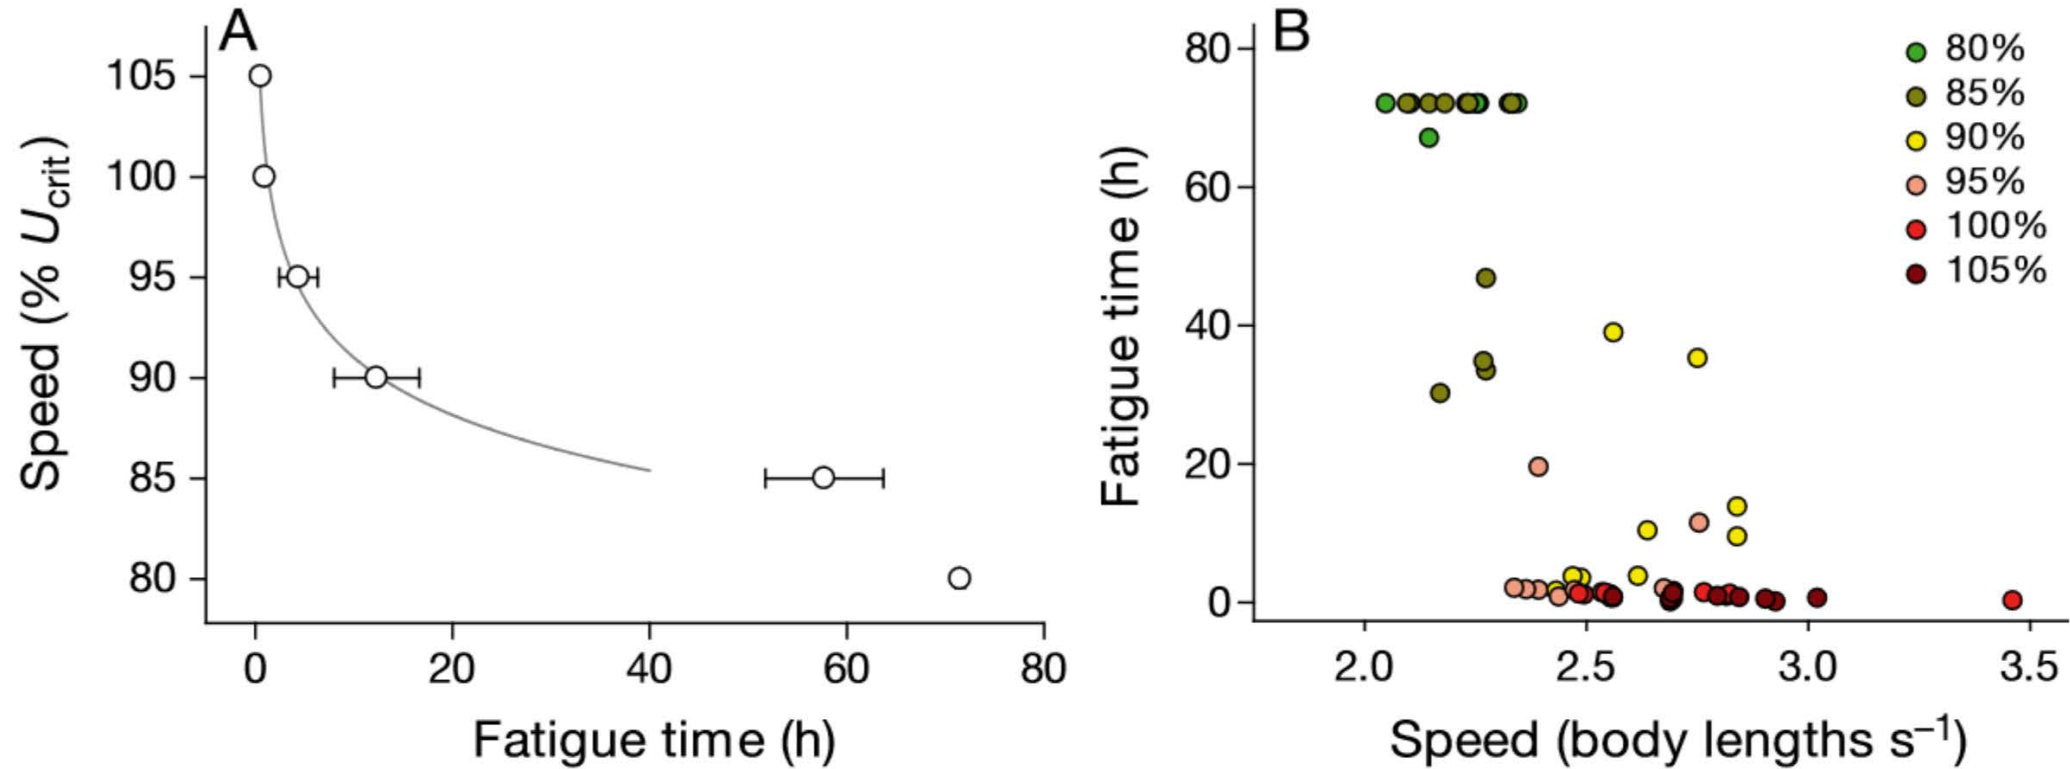 A
105
100
95
90
85
80
Speed (% Ucrit)
0 20 40 60 80
Fatigue time (h)
B
80
60
40
20
0
Fatigue time (h)
80%
85%
90%
95%
100%
105%
2.0 2.5 3.0 3.5
Speed (body lengths s⁻¹)